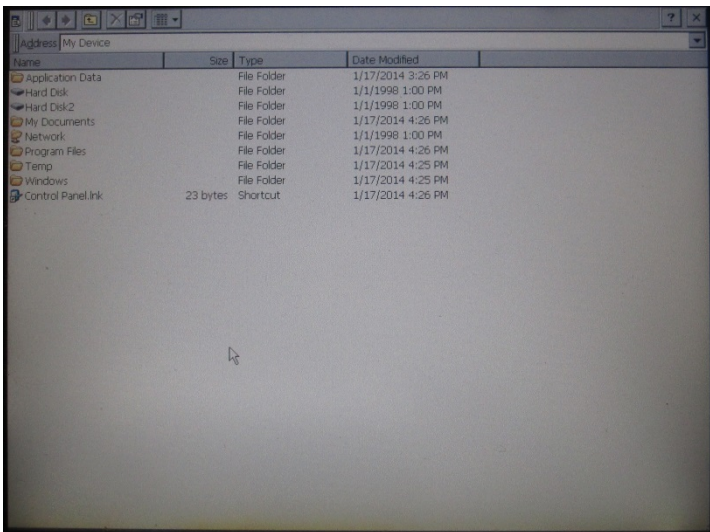 ? ×
Address My Device
Name Size Type Date Modified
Application Data File Folder 1/17/2014 3:26 PM
Hard Disk File Folder 1/1/1998 1:00 PM
Hard Disk2 File Folder 1/1/1998 1:00 PM
My Documents File Folder 1/17/2014 4:26 PM
Network File Folder 1/1/1998 1:00 PM
Program Files File Folder 1/17/2014 4:26 PM
Temp File Folder 1/17/2014 4:25 PM
Windows File Folder 1/17/2014 4:25 PM
Control Panel.lnk 23 bytes Shortcut 1/17/2014 4:26 PM